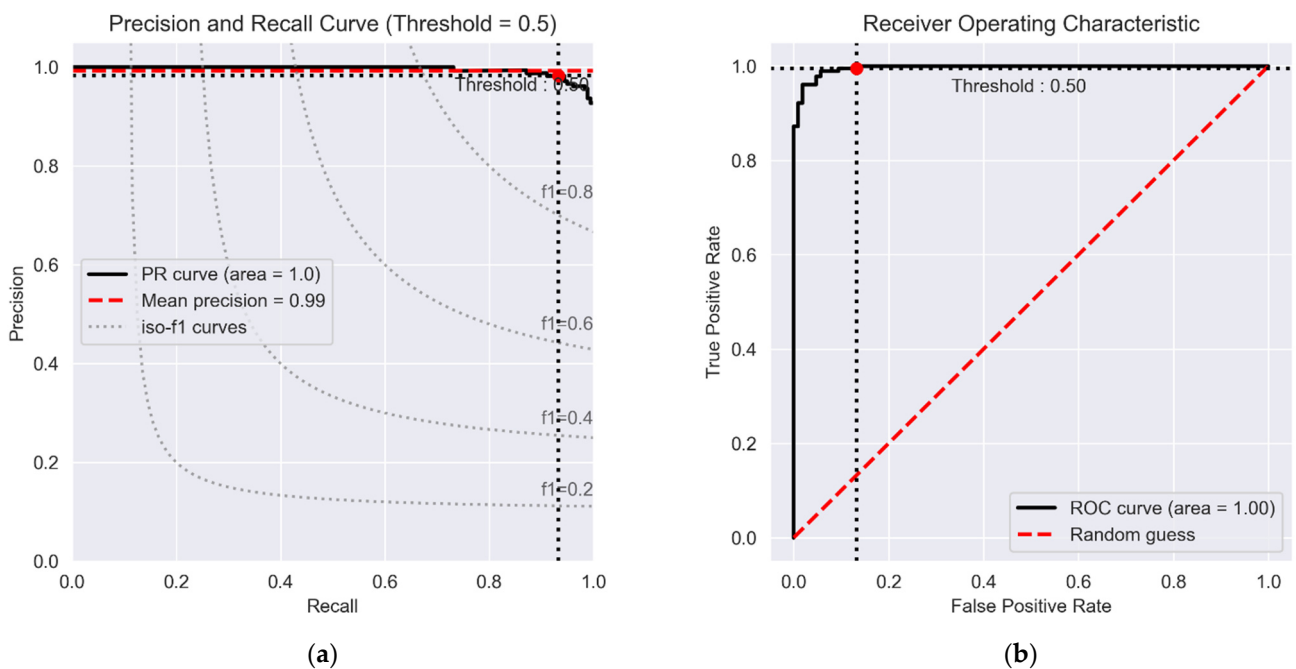 Precision and Recall Curve (Threshold = 0.5)
1.0
0.8
0.6
0.4
0.2
0.0
Precision
Threshold : 0.50
f1=0.8
f1=0.6
f1=0.4
f1=0.2
PR curve (area = 1.0)
Mean precision = 0.99
iso-f1 curves
0.0 0.2 0.4 0.6 0.8 1.0
Recall
(a)
Receiver Operating Characteristic
1.0
0.8
0.6
0.4
0.2
0.0
True Positive Rate
Threshold : 0.50
ROC curve (area = 1.00)
Random guess
0.0 0.2 0.4 0.6 0.8 1.0
False Positive Rate
(b)